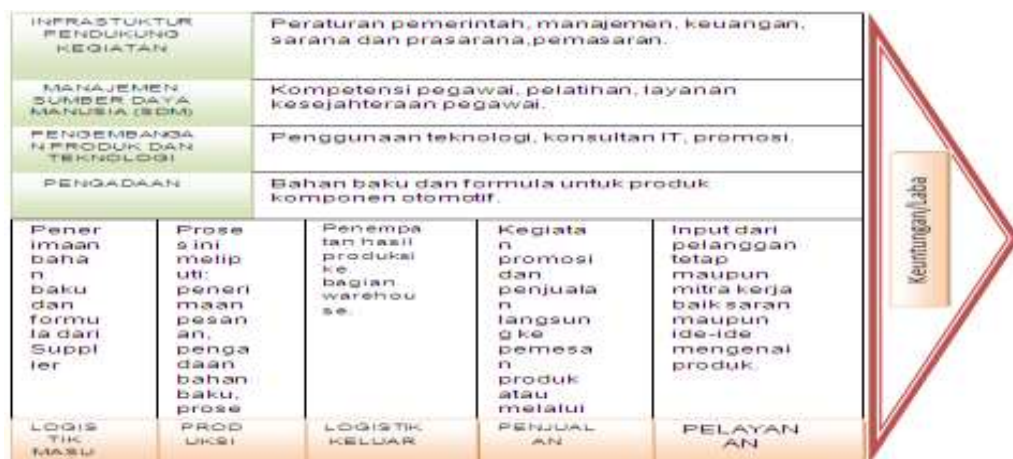 INFRASTUKTUR
PENDUKUNG
KEGIATAN
Peraturan pemerintah, manajemen, keuangan,
sarana dan prasarana,pemasaran.
MANAJEMEN
SUMBER DAYA
MANUSIA (SDM)
Kompetensi pegawai, pelatihan, layanan
kesejahteraan pegawai.
PENGEMBANGA
N PRODUK DAN
TEKNOLOGI
Penggunaan teknologi, konsultan IT, promosi.
PENGADAAN
Bahan baku dan formula untuk produk
komponen otomotif.
Pener
imaan
baha
n
baku
dan
formu
la dari
Suppl
ier
Prose
s ini
melip
uti:
peneri
maan
pesan
an,
penga
daan
bahan
baku,
prose
Penempa
tan hasil
produksi
ke
bagian
warehou
se.
Kegiata
n
promosi
dan
penjuala
n
langsun
g ke
pemesa
n
produk
atau
melalui
Input dari
pelanggan
tetap
maupun
mitra kerja
baik saran
maupun
ide-ide
mengenai
produk.
LOGIS
TIK
MASU
PROD
UKSI
LOGISTIK
KELUAR
PENJUAL
AN
PELAYAN
AN
Keuntungan/Laba